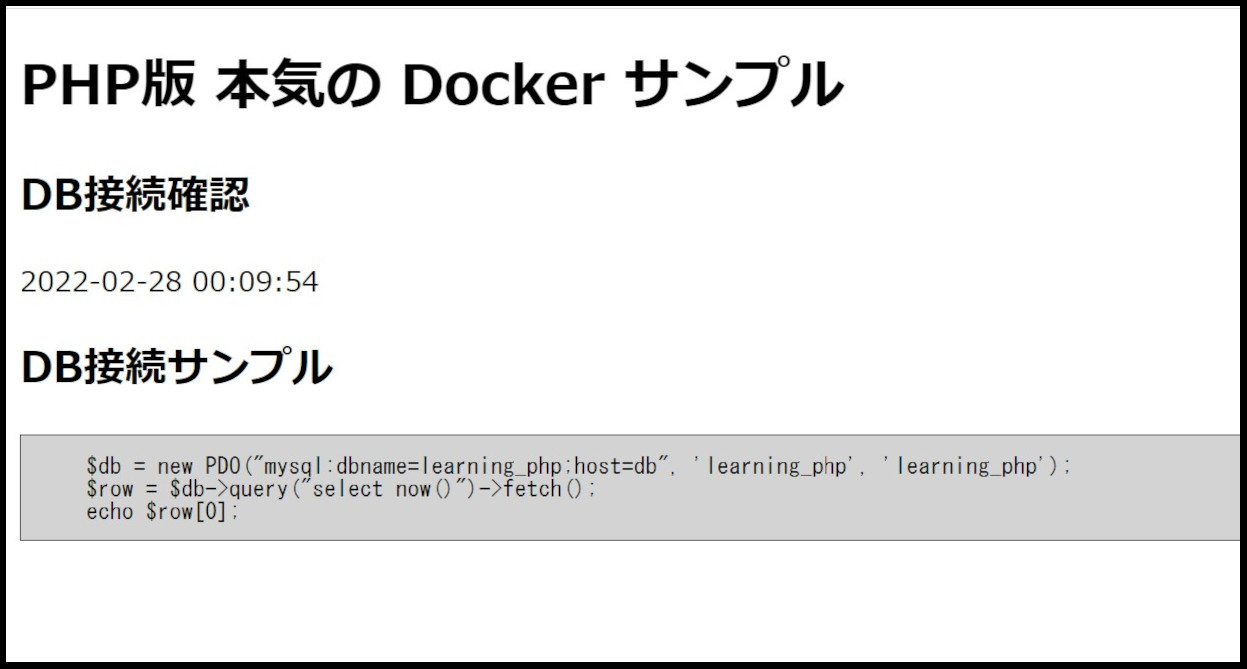 PHP版 本気の Docker サンプル
DB接続確認
2022-02-28 00:09:54
DB接続サンプル
$db = new PDO("mysql:dbname=learning_php;host=db", 'learning_php', 'learning_php');
$row = $db->query("select now()")->fetch();
echo $row[0];